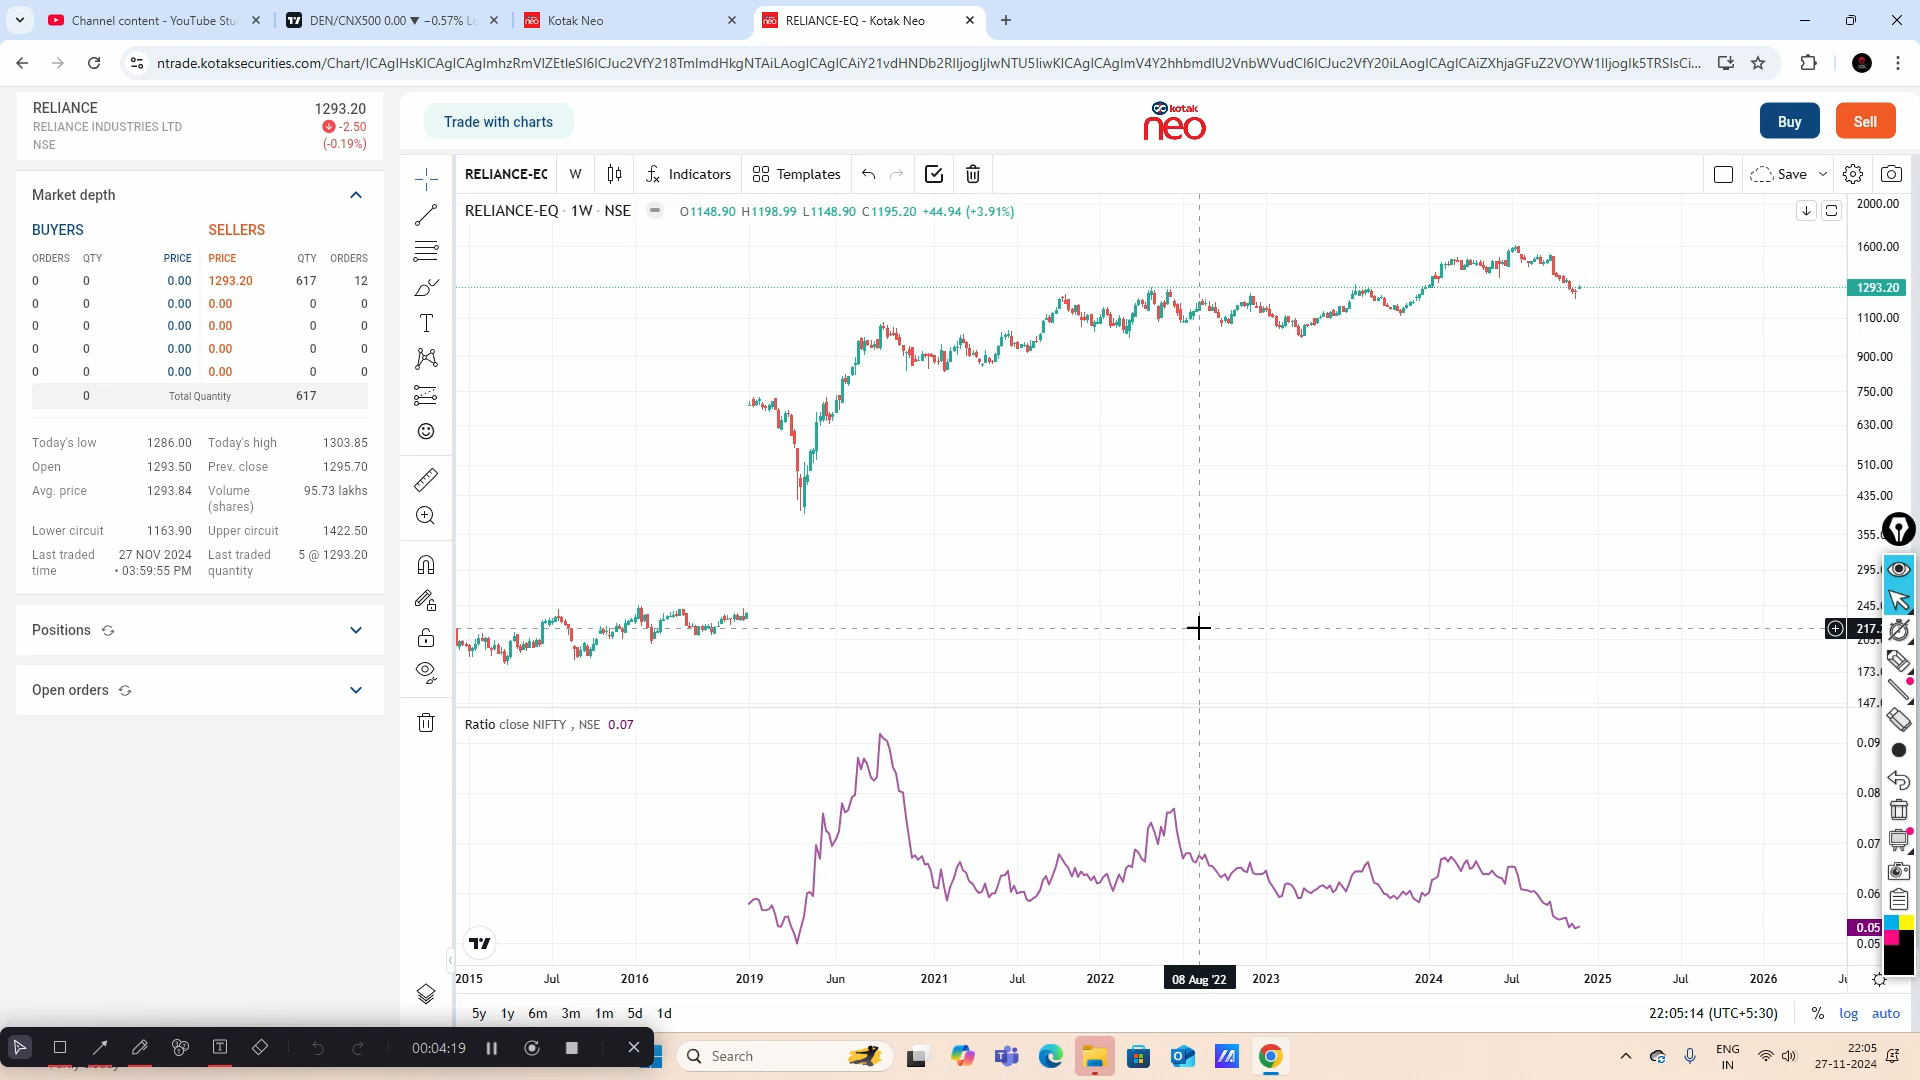 Channel content - YouTube Stu
DEN/CNX500 0.00 ▼ −0.57%
Kotak Neo
RELIANCE-EQ - Kotak Neo
RELIANCE 1293.20
RELIANCE INDUSTRIES LTD -2.50
NSE (-0.19%)
Trade with charts
kotak
neo
Buy
Sell
Market depth
BUYERS SELLERS
ORDERS QTY PRICE PRICE QTY ORDERS
0 0 0.00 1293.20 617 12
0 0 0.00 0.00 0 0
0 0 0.00 0.00 0 0
0 0 0.00 0.00 0 0
0 0 0.00 0.00 0 0
0 Total Quantity 617
Today's low 1286.00 Today's high 1303.85
Open 1293.50 Prev. close 1295.70
Avg. price 1293.84 Volume (shares) 95.73 lakhs
Lower circuit 1163.90 Upper circuit 1422.50
Last traded time 27 NOV 2024 • 03:59:55 PM Last traded quantity 5 @ 1293.20
Positions
Open orders
RELIANCE-EQ W Indicators Templates Save
RELIANCE-EQ · 1W · NSE O1148.90 H1198.99 L1148.90 C1195.20 +44.94 (+3.91%)
2000.00
1600.00
1293.20
1100.00
900.00
750.00
630.00
510.00
435.00
355.
295.
245.
217.
173.
147.
Ratio close NIFTY , NSE 0.07
0.09
0.08
0.07
0.06
0.05
0.05
2015 Jul 2016 2019 Jun 2021 Jul 2022 08 Aug '22 2023 2024 Jul 2025 Jul 2026
5y 1y 6m 3m 1m 5d 1d
22:05:14 (UTC+5:30) % log auto
00:04:19
Search
ENG
IN
22:05
27-11-2024